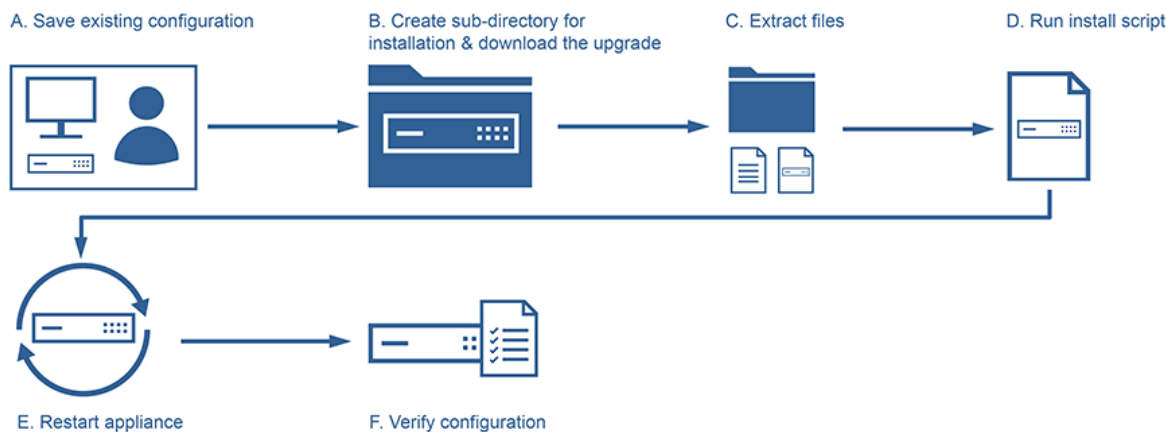 A. Save existing configuration
B. Create sub-directory for
installation & download the upgrade
C. Extract files
D. Run install script
E. Restart appliance
F. Verify configuration